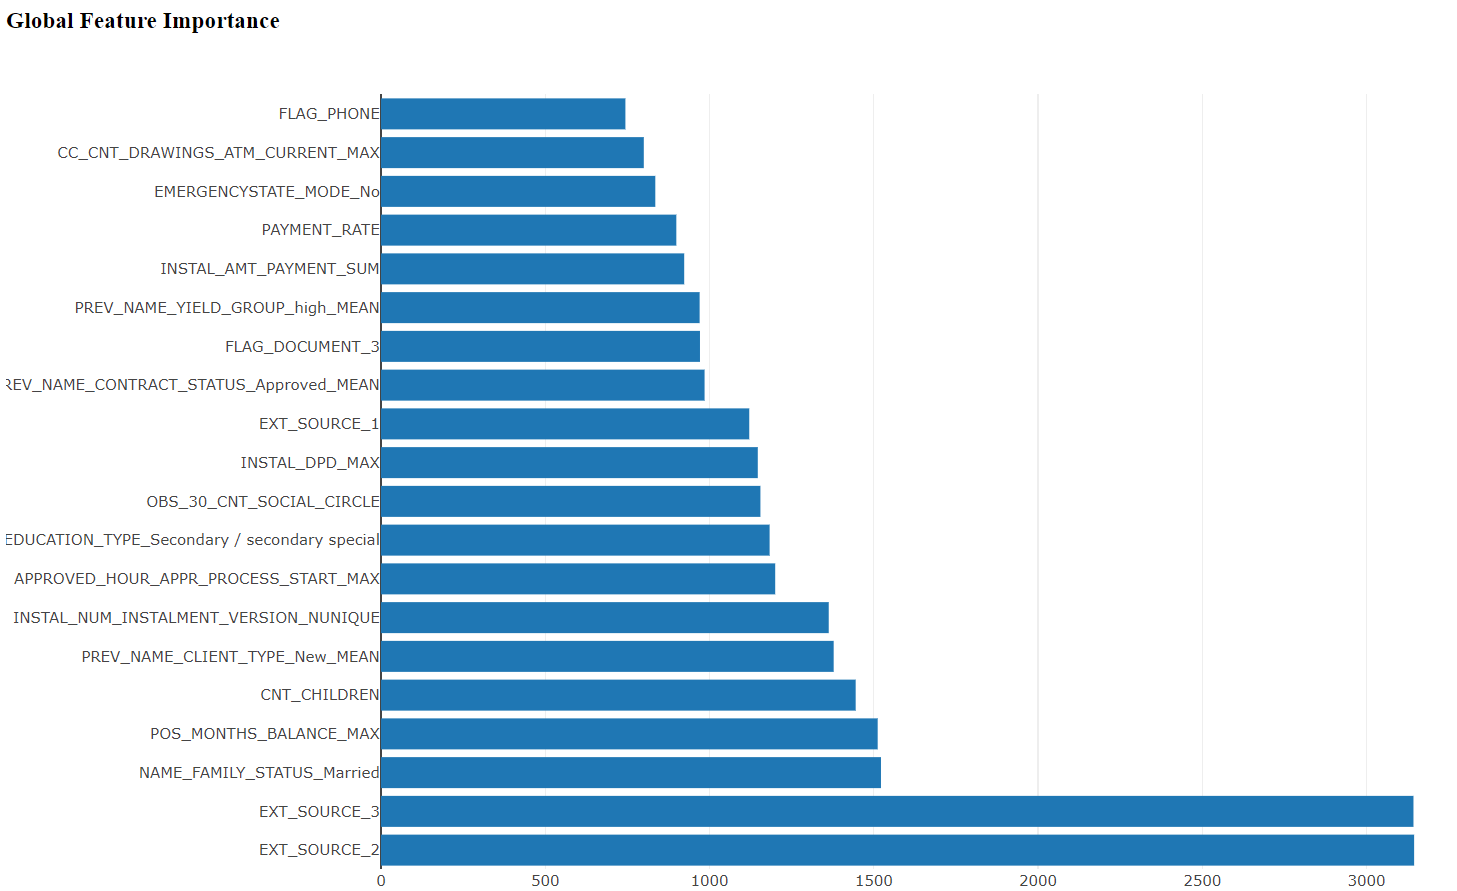 Global Feature Importance
FLAG_PHONE
CC_CNT_DRAWINGS_ATM_CURRENT_MAX
EMERGENCYSTATE_MODE_No
PAYMENT_RATE
INSTAL_AMT_PAYMENT_SUM
PREV_NAME_YIELD_GROUP_high_MEAN
FLAG_DOCUMENT_3
REV_NAME_CONTRACT_STATUS_Approved_MEAN
EXT_SOURCE_1
INSTAL_DPD_MAX
OBS_30_CNT_SOCIAL_CIRCLE
EDUCATION_TYPE_Secondary / secondary special
APPROVED_HOUR_APPR_PROCESS_START_MAX
INSTAL_NUM_INSTALMENT_VERSION_NUNIQUE
PREV_NAME_CLIENT_TYPE_New_MEAN
CNT_CHILDREN
POS_MONTHS_BALANCE_MAX
NAME_FAMILY_STATUS_Married
EXT_SOURCE_3
EXT_SOURCE_2
0 500 1000 1500 2000 2500 3000